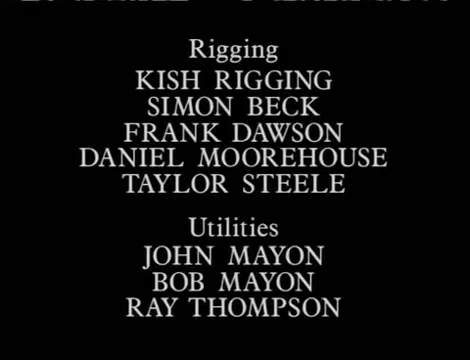 Rigging
KISH RIGGING
SIMON BECK
FRANK DAWSON
DANIEL MOOREHOUSE
TAYLOR STEELE
Utilities
JOHN MAYON
BOB MAYON
RAY THOMPSON